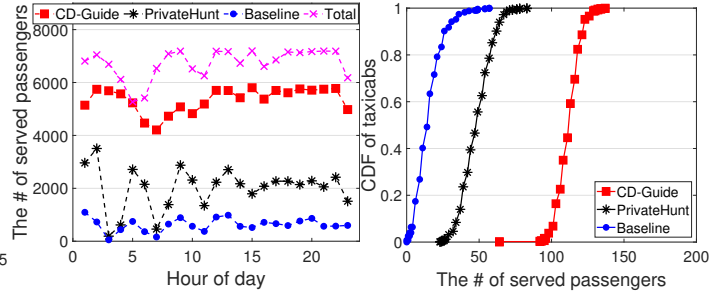 CD-Guide PrivateHunt Baseline Total
8000
6000
4000
2000
0
The # of served passengers
0 5 10 15 20
Hour of day
5
1
0.8
0.6
0.4
0.2
0
CDF of taxicabs
CD-Guide
PrivateHunt
Baseline
0 50 100 150 200
The # of served passengers